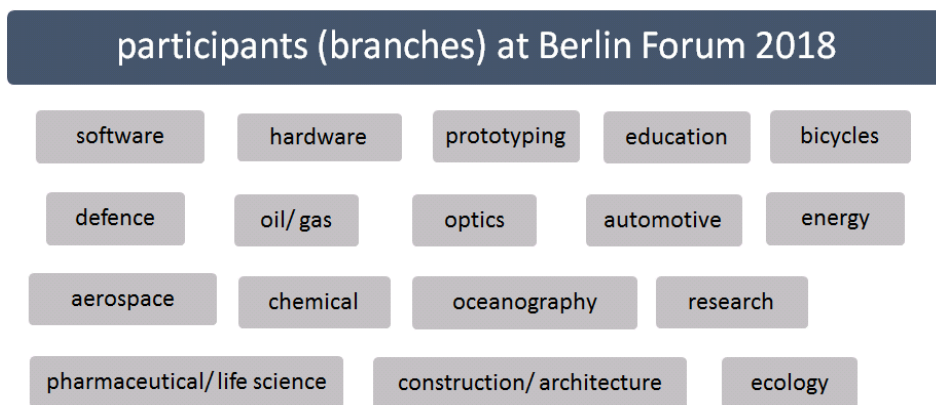 participants (branches) at Berlin Forum 2018
software hardware prototyping education bicycles
defence oil/ gas optics automotive energy
aerospace chemical oceanography research
pharmaceutical/ life science construction/ architecture ecology